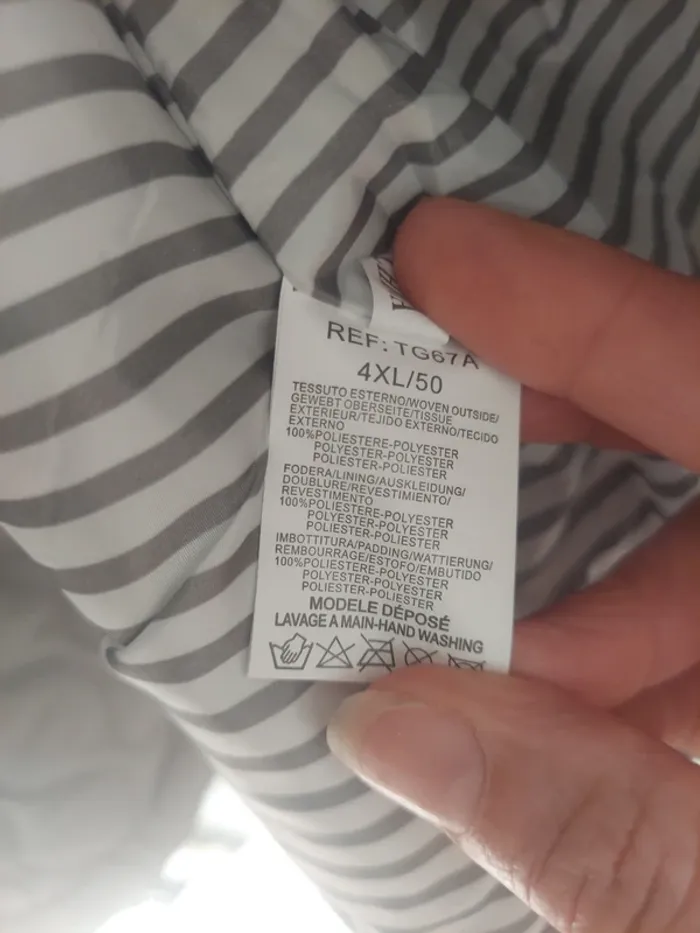 REF: TG67A
4XL/50
TESSUTO ESTERNO/WOVEN OUTSIDE/
GEWEBT OBERSEITE/TISSUE
EXTERIEUR/TEJIDO EXTERNO/TECIDO
EXTERNO
100%POLIESTERE-POLYESTER
POLYESTER-POLYESTER
POLIESTER-POLIESTER
FODERA/LINING/AUSKLEIDUNG/
DOUBLURE/REVESTIMIENTO/
REVESTIMENTO
100%POLIESTERE-POLYESTER
POLYESTER-POLYESTER
POLIESTER-POLIESTER
IMBOTTITURA/PADDING/WATTIERUNG/
REMBOURRAGE/ESTOFO/EMBUTIDO
100%POLIESTERE-POLYESTER
POLYESTER-POLYESTER
POLIESTER-POLIESTER
MODELE DÉPOSÉ
LAVAGE A MAIN-HAND WASHING